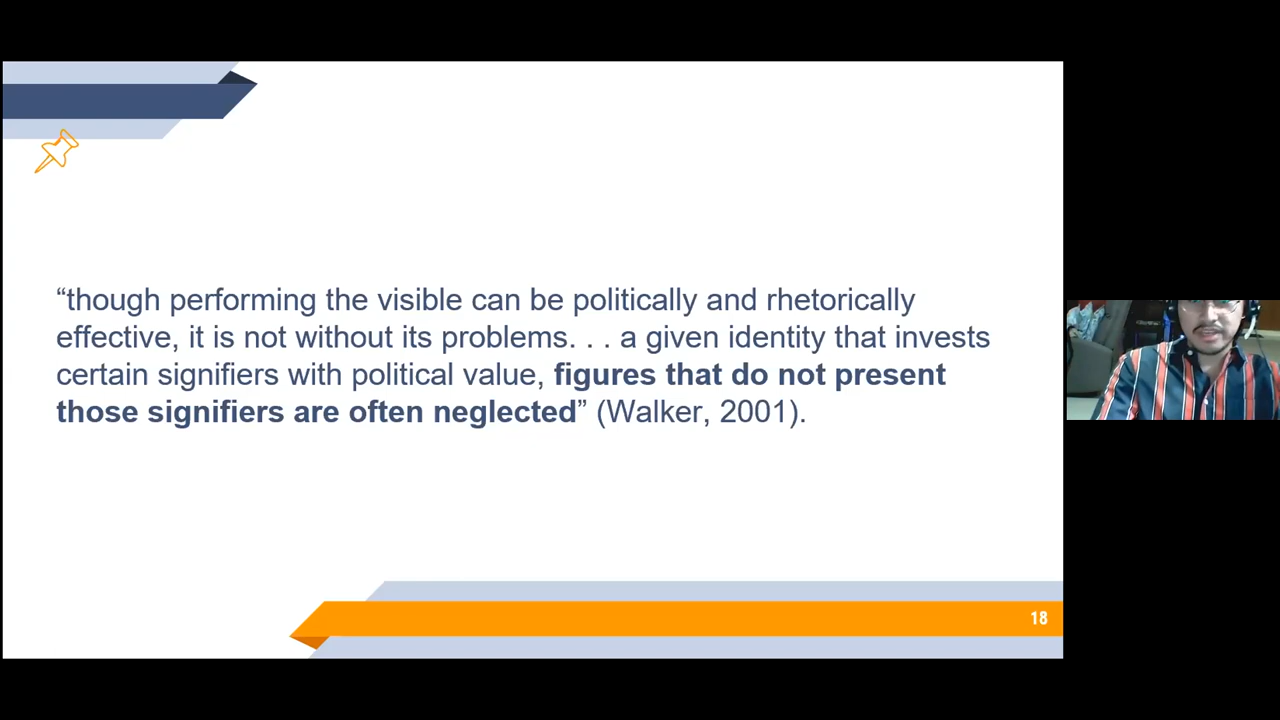 “though performing the visible can be politically and rhetorically
effective, it is not without its problems. . . a given identity that invests
certain signifiers with political value, figures that do not present
those signifiers are often neglected” (Walker, 2001).
18